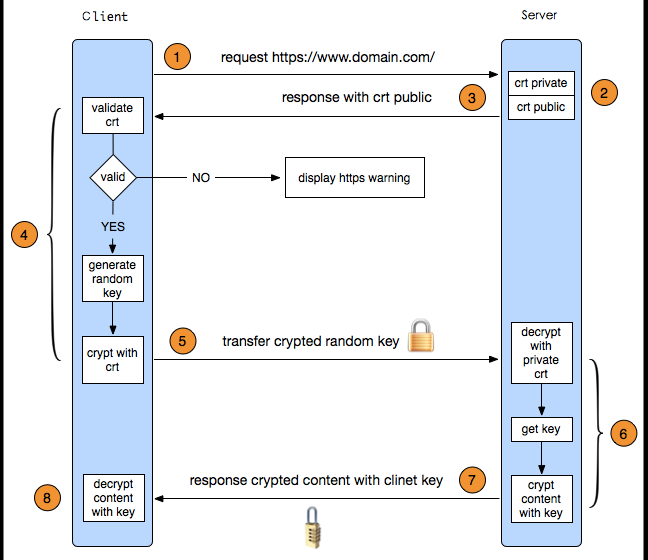 Client
Server
1
request https://www.domain.com/
crt private
crt public
2
response with crt public
3
validate
crt
valid
NO
display https warning
YES
4
generate
random
key
crypt with
crt
5
transfer crypted random key
decrypt
with
private
crt
get key
6
crypt
content
with key
response crypted content with clinet key
7
8
decrypt
content
with key